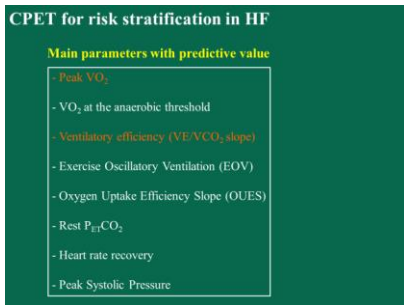 CPET for risk stratification in HF
Main parameters with predictive value
- Peak VO₂
- VO₂ at the anaerobic threshold
- Ventilatory efficiency (VE/VCO₂ slope)
- Exercise Oscillatory Ventilation (EOV)
- Oxygen Uptake Efficiency Slope (OUES)
- Rest P_ETCO₂
- Heart rate recovery
- Peak Systolic Pressure